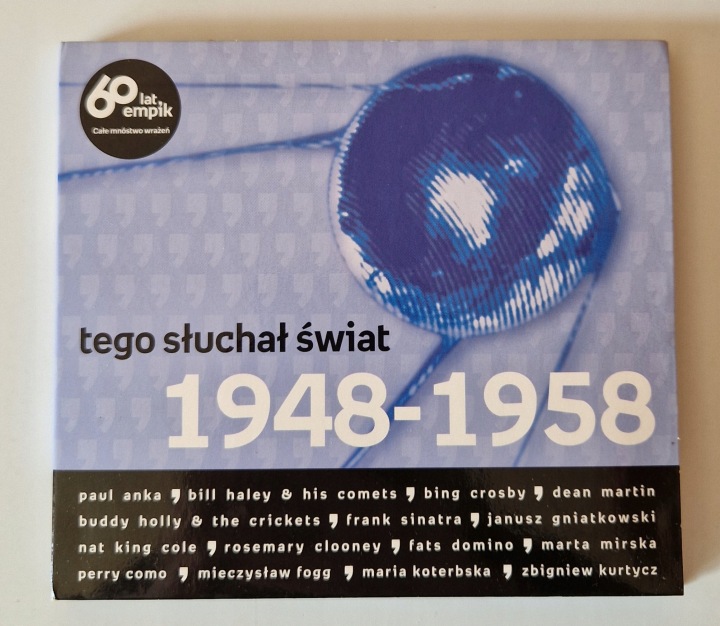 60 lat
empik
Całe mnóstwo wrażeń
tego słuchał świat
1948-1958
paul anka , bill haley & his comets , bing crosby , dean martin
buddy holly & the crickets , frank sinatra , janusz gniatkowski
nat king cole , rosemary clooney , fats domino , marta mirska
perry como , mieczysław fogg , maria koterbska , zbigniew kurtycz